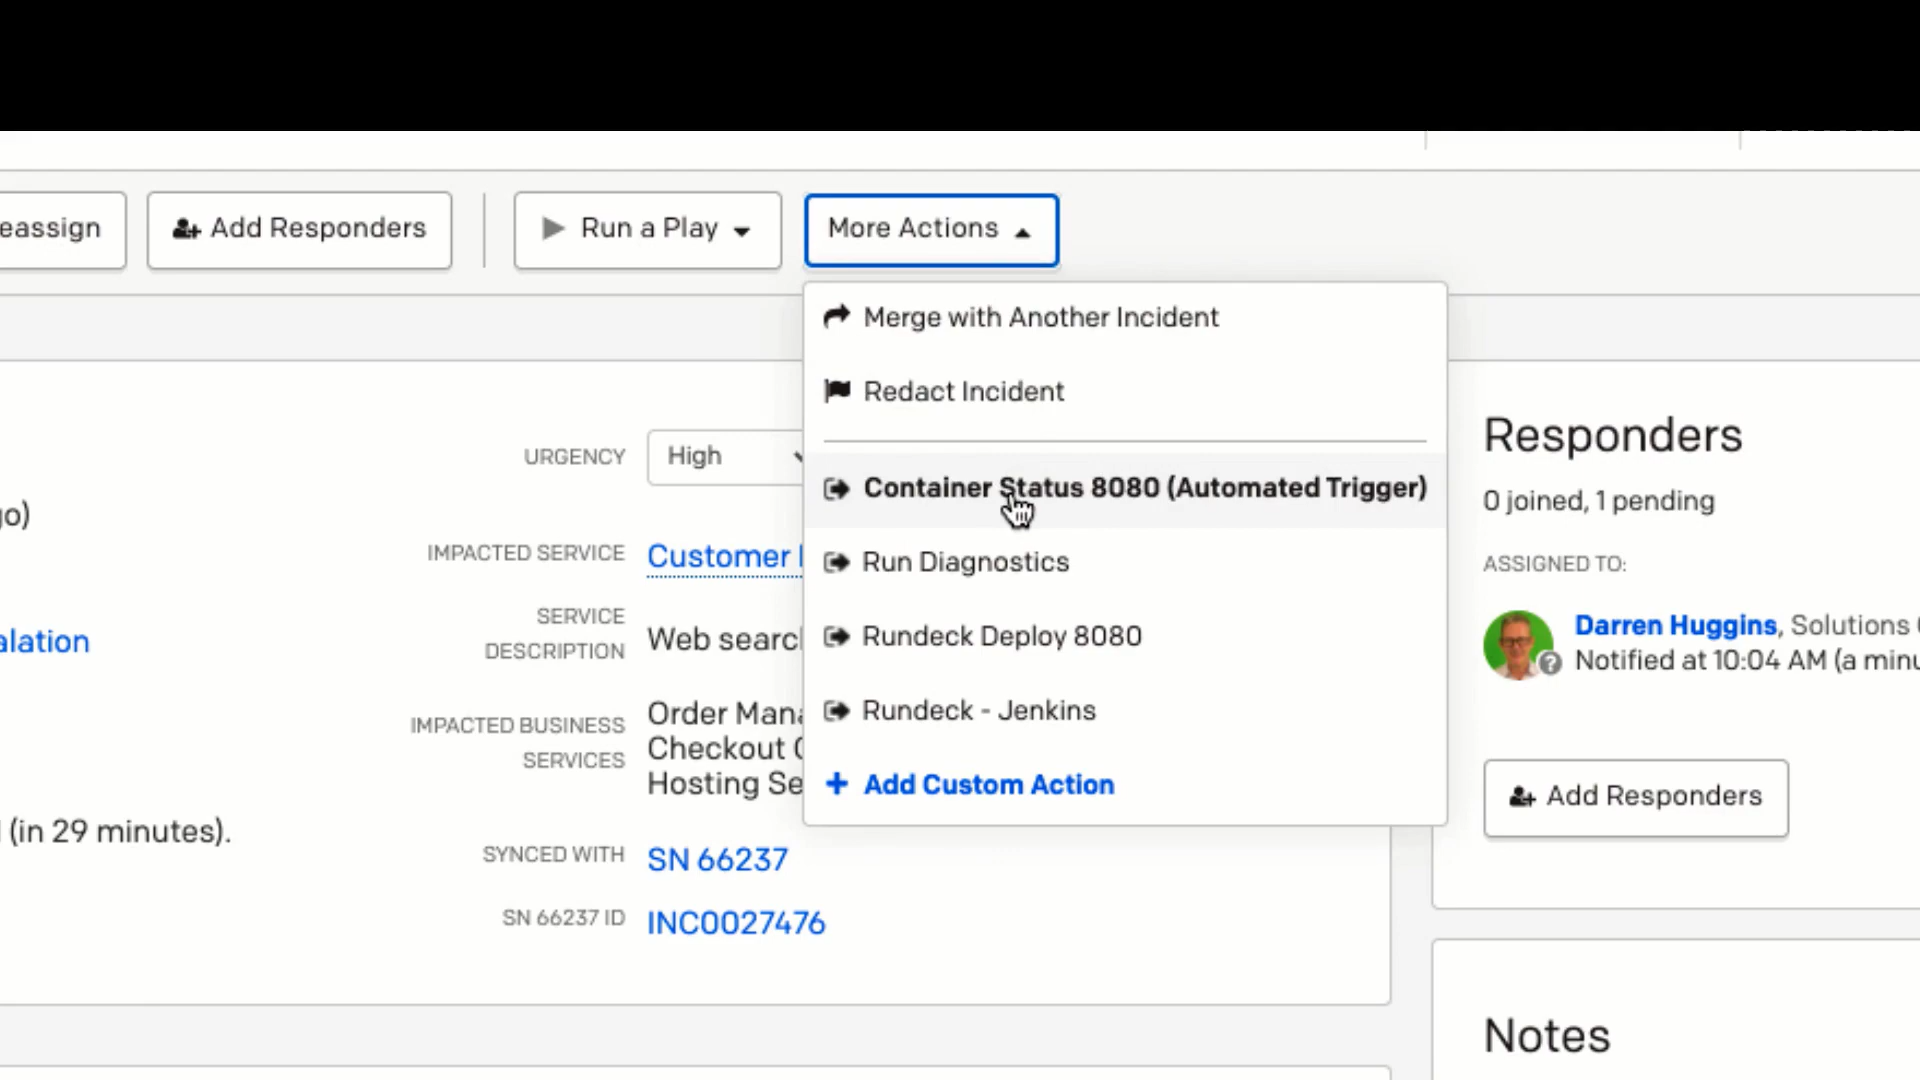 eassign
Add Responders
Run a Play
More Actions
Merge with Another Incident
Redact Incident
Container Status 8080 (Automated Trigger)
Run Diagnostics
Rundeck Deploy 8080
Rundeck - Jenkins
+ Add Custom Action
go)
alation
(in 29 minutes).
URGENCY High
IMPACTED SERVICE Customer
SERVICE
DESCRIPTION
Web searc
IMPACTED BUSINESS
SERVICES
Order Mana
Checkout
Hosting Se
SYNCED WITH SN 66237
SN 66237 ID INC0027476
Responders
0 joined, 1 pending
ASSIGNED TO:
Darren Huggins, Solutions
Notified at 10:04 AM (a minu
Add Responders
Notes